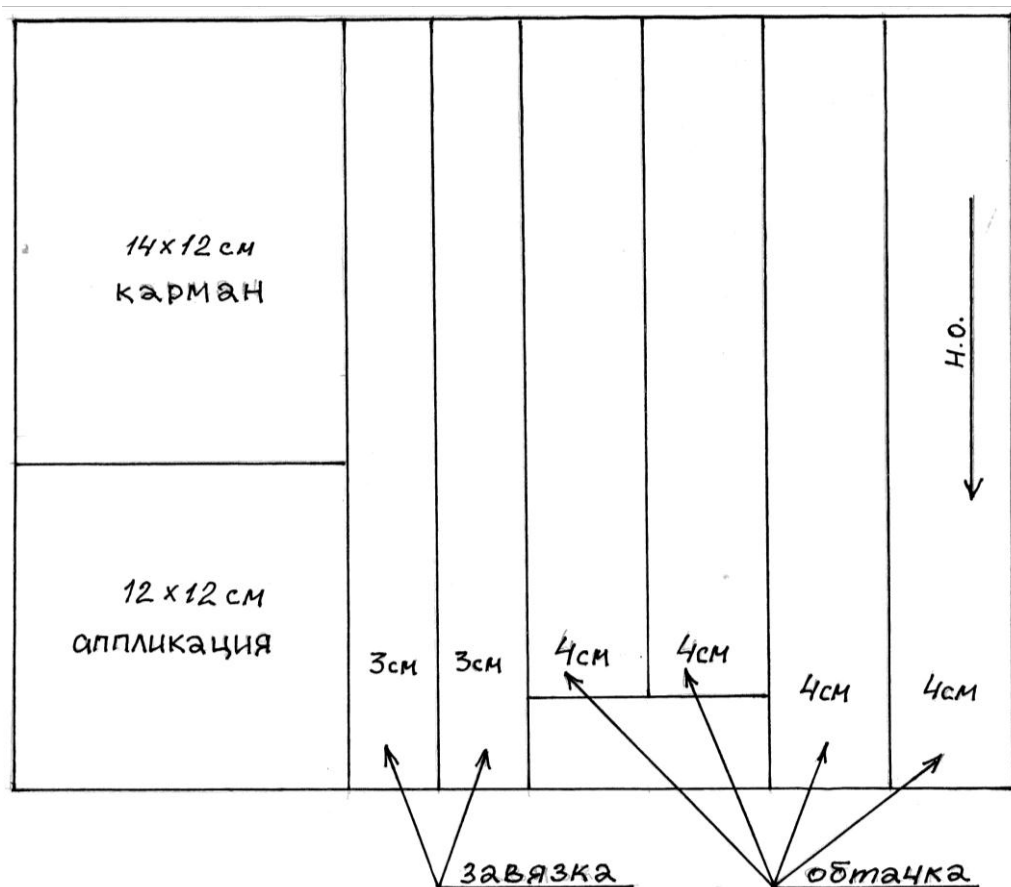 14×12 см
карман
Н.О.
12×12 см
аппликация
3см
3см
4см
4см
4см
4см
завязка
обтачка